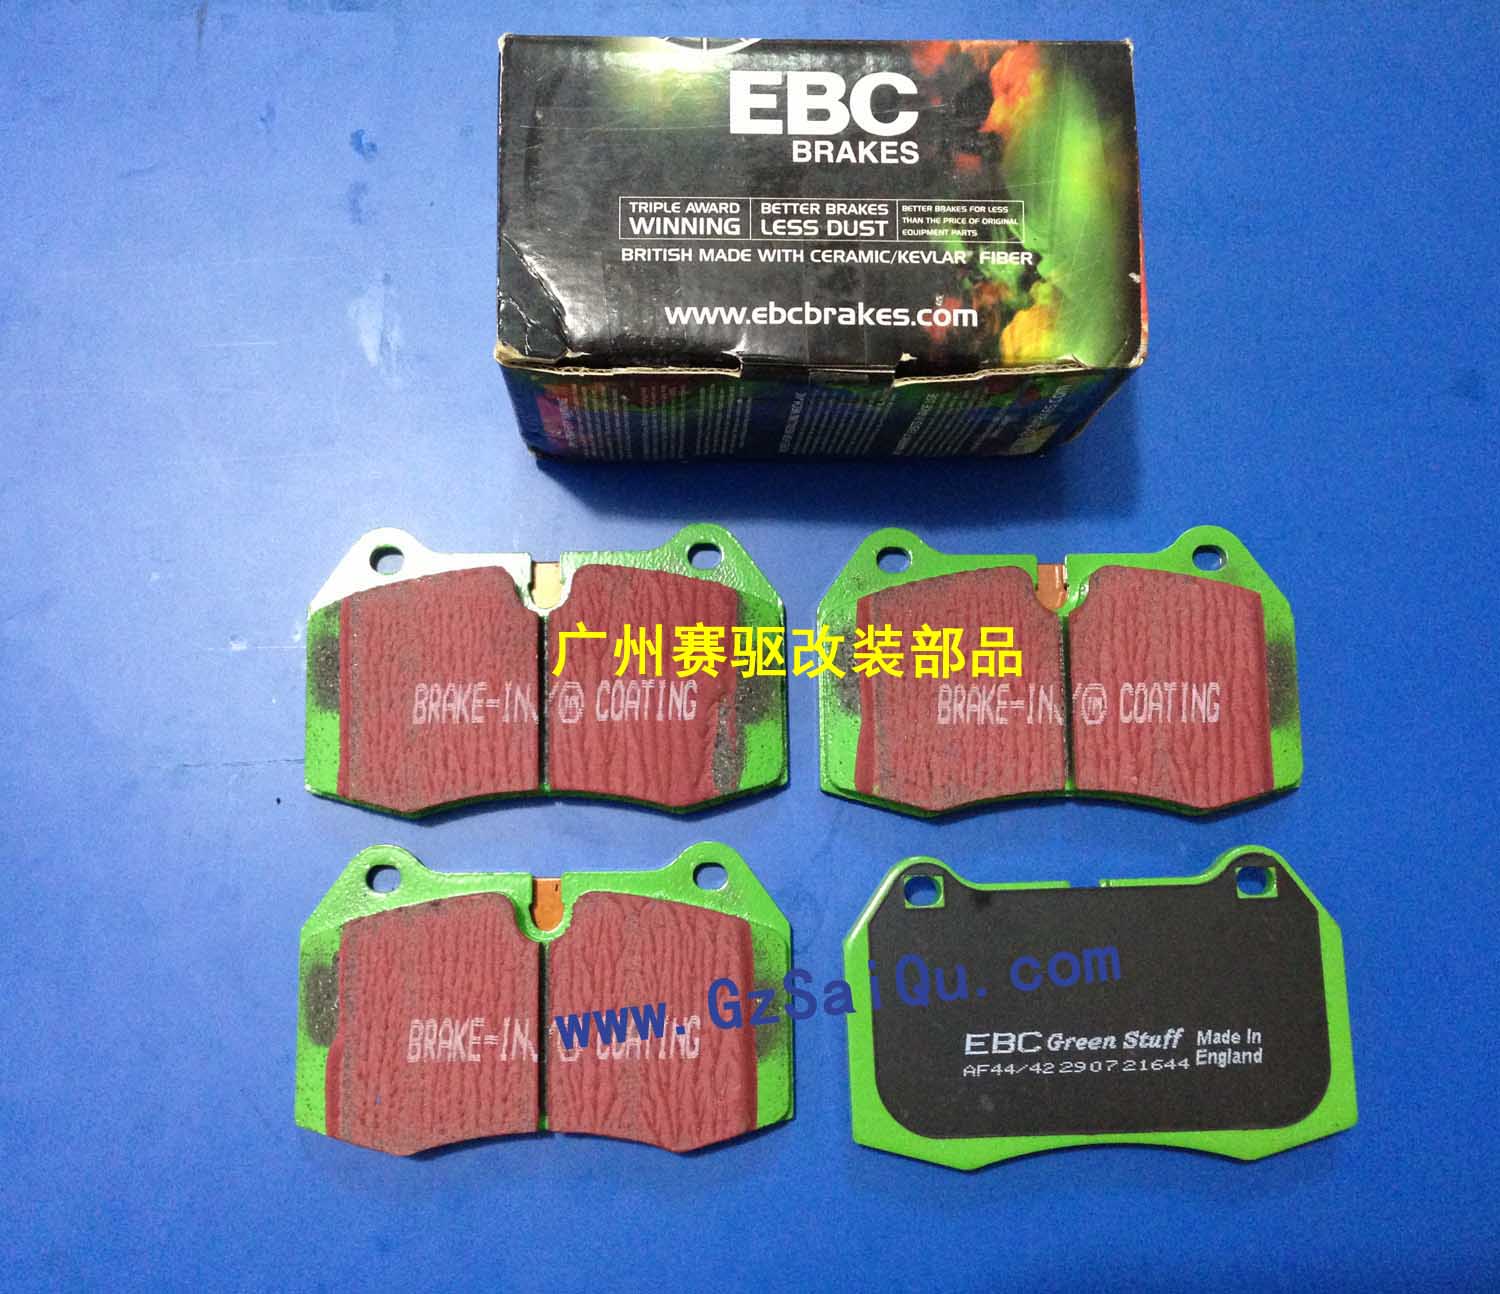 EBC
BRAKES
TRIPLE AWARD
WINNING
BETTER BRAKES
LESS DUST
BETTER BRAKES FOR LESS
THAN THE PRICE OF ORIGINAL
EQUIPMENT PARTS
BRITISH MADE WITH CERAMIC/KEVLAR FIBER
www.ebcbrakes.com
广州赛驱改装部品
BRAKE-IN TM COATING
BRAKE-IN TM COATING
www.GzSaiQu.com
BRAKE-IN COATING
EBC Green Stuff Made In
England
AF44/42 290721644